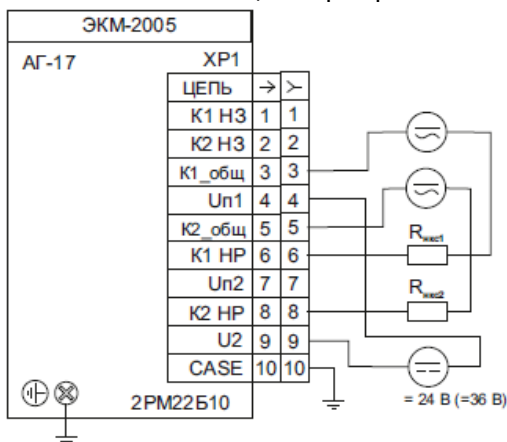 ЭКМ-2005
АГ-17 XP1
ЦЕПЬ
К1 НЗ 1 1
К2 НЗ 2 2
К1_общ 3 3
Uп1 4 4
К2_общ 5 5
К1 НР 6 6
Uп2 7 7
К2 НР 8 8
U2 9 9
CASE 10 10
2РМ22Б10
Rнкс1
Rнкс2
= 24 В (=36 В)